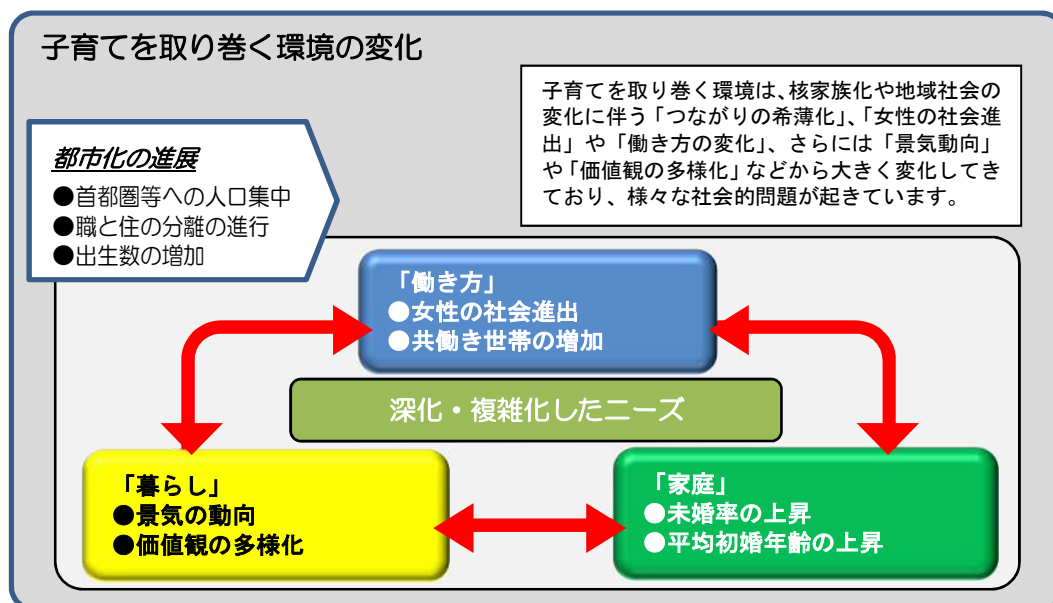 子育てを取り巻く環境の変化
子育てを取り巻く環境は、核家族化や地域社会の
変化に伴う「つながりの希薄化」、「女性の社会進
出」や「働き方の変化」、さらには「景気動向」
や「価値観の多様化」などから大きく変化してき
ており、様々な社会的問題が起きています。
都市化の進展
●首都圏等への人口集中
●職と住の分離の進行
●出生数の増加
「働き方」
●女性の社会進出
●共働き世帯の増加
深化・複雑化したニーズ
「暮らし」
●景気の動向
●価値観の多様化
「家庭」
●未婚率の上昇
●平均初婚年齢の上昇